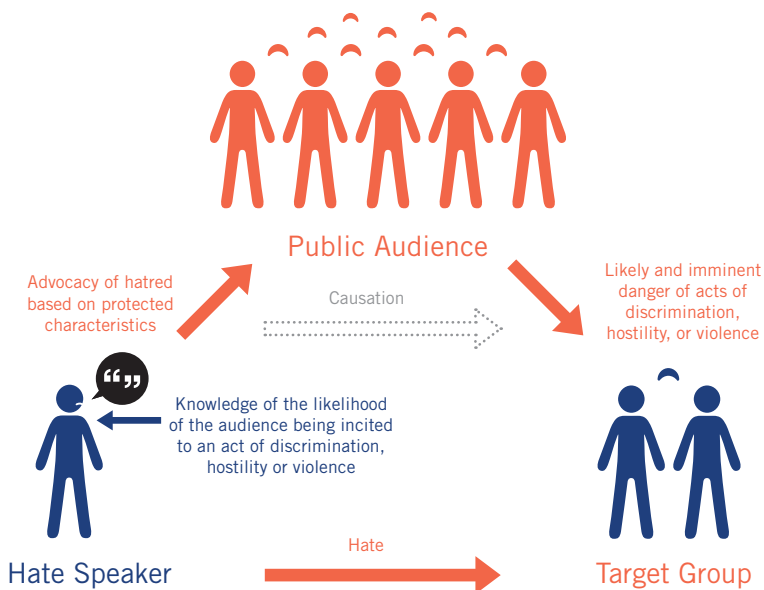 Public Audience
Advocacy of hatred
based on protected
characteristics
Causation
Likely and imminent
danger of acts of
discrimination,
hostility, or violence
“ ”
Knowledge of the likelihood
of the audience being incited
to an act of discrimination,
hostility or violence
Hate Speaker
Hate
Target Group